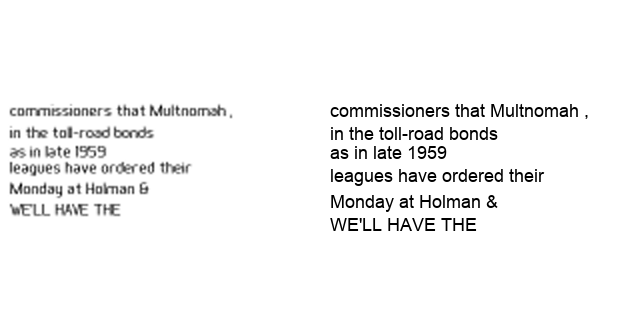 commissioners that Multnomah ,
in the toll-road bonds
as in late 1959
leagues have ordered their
Monday at Holman &
WE'LL HAVE THE
commissioners that Multnomah ,
in the toll-road bonds
as in late 1959
leagues have ordered their
Monday at Holman &
WE'LL HAVE THE